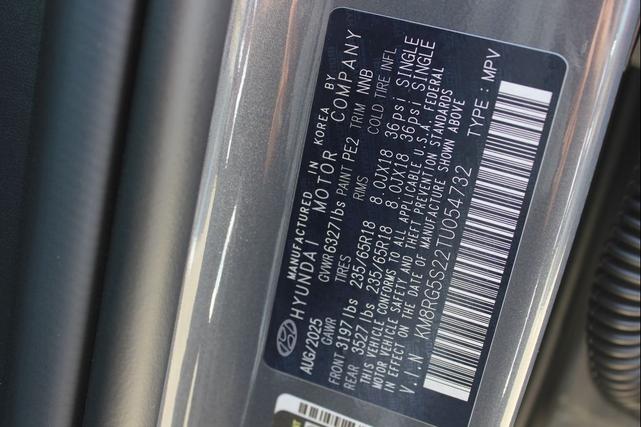 MANUFACTURED IN KOREA BY
HYUNDAI MOTOR COMPANY
AUG/2025 GVWR 6327lbs PAINT PE2 TRIM NNB
GAWR TIRES RIMS COLD TIRE INFL
FRONT 3197lbs 235/65R18 8.0JX18 36psi SINGLE
REAR 3527lbs 235/65R18 8.0JX18 36psi SINGLE
THIS VEHICLE CONFORMS TO ALL APPLICABLE U.S.A. FEDERAL
MOTOR VEHICLE SAFETY AND THEFT PREVENTION STANDARDS
IN EFFECT ON THE DATE OF MANUFACTURE SHOWN ABOVE
V.I.N KM8RG5S22TU054732 TYPE : MPV